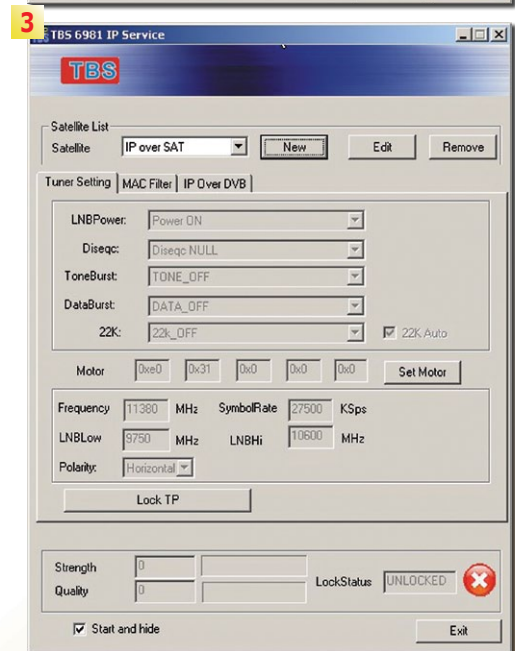 3
TBS 6981 IP Service
TBS
Satellite List
Satellite IP over SAT New Edit Remove
Tuner Setting MAC Filter IP Over DVB
LNBPower: Power ON
Diseqc: Diseqc NULL
ToneBurst: TONE_OFF
DataBurst: DATA_OFF
22K: 22k_OFF 22K Auto
Motor 0xe0 0x31 0x0 0x0 0x0 Set Motor
Frequency 11380 MHz SymbolRate 27500 KSps
LNBLow 9750 MHz LNBHi 10600 MHz
Polarity: Horizontal
Lock TP
Strength 0
Quality 0
LockStatus UNLOCKED
Start and hide Exit